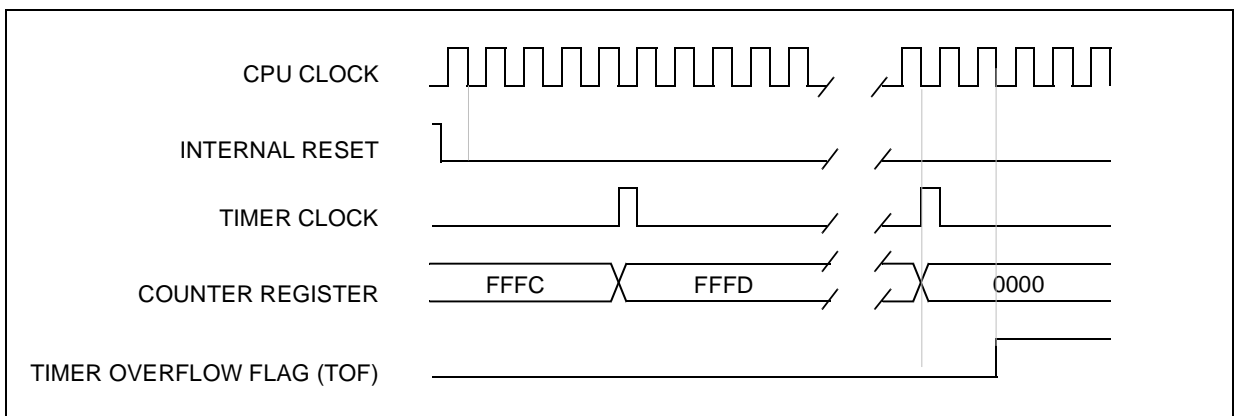 CPU CLOCK
INTERNAL RESET
TIMER CLOCK
COUNTER REGISTER
FFFC
FFFD
0000
TIMER OVERFLOW FLAG (TOF)